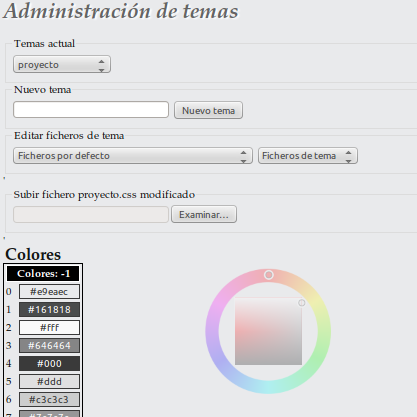 Administración de temas
Temas actual
proyecto
Nuevo tema
Nuevo tema
Editar ficheros de tema
Ficheros por defecto Ficheros de tema
Subir fichero proyecto.css modificado
Examinar...
Colores
Colores: -1
0 #e9eaec
1 #161818
2 #fff
3 #646464
4 #000
5 #ddd
6 #c3c3c3